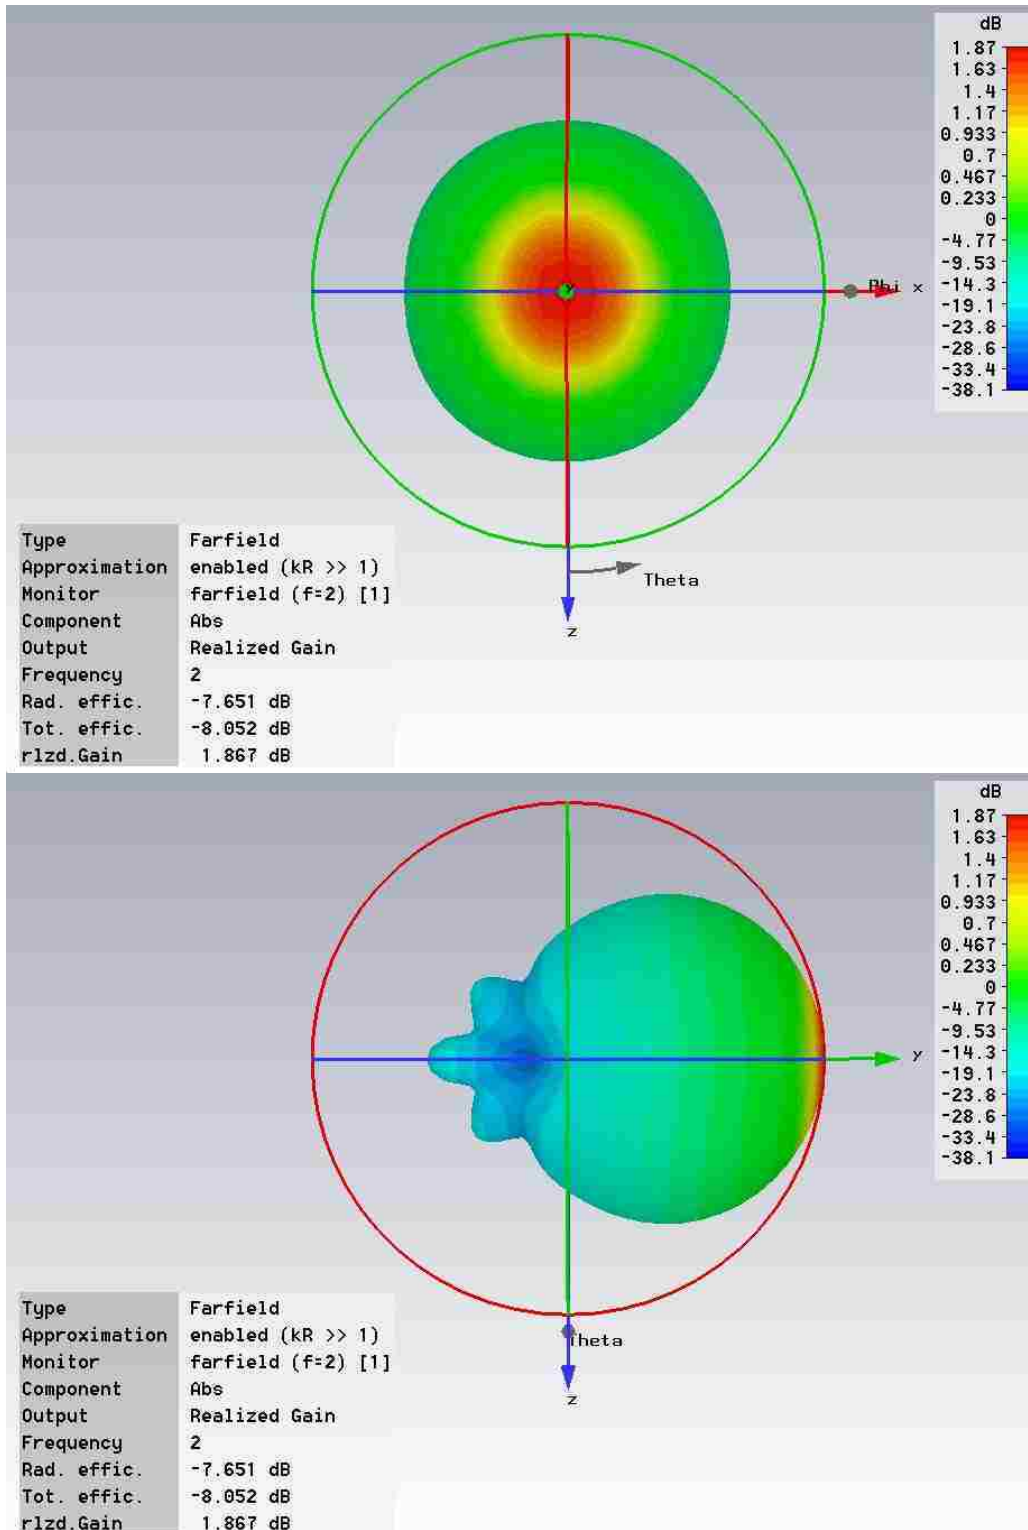 dB
1.87
1.63
1.4
1.17
0.933
0.7
0.467
0.233
0
-4.77
-9.53
-14.3
-19.1
-23.8
-28.6
-33.4
-38.1
y
Phi x
Theta
z
Type Farfield
Approximation enabled (kR >> 1)
Monitor farfield (f=2) [1]
Component Abs
Output Realized Gain
Frequency 2
Rad. effic. -7.651 dB
Tot. effic. -8.052 dB
rlzd.Gain 1.867 dB
dB
1.87
1.63
1.4
1.17
0.933
0.7
0.467
0.233
0
-4.77
-9.53
-14.3
-19.1
-23.8
-28.6
-33.4
-38.1
y
Theta
z
Type Farfield
Approximation enabled (kR >> 1)
Monitor farfield (f=2) [1]
Component Abs
Output Realized Gain
Frequency 2
Rad. effic. -7.651 dB
Tot. effic. -8.052 dB
rlzd.Gain 1.867 dB